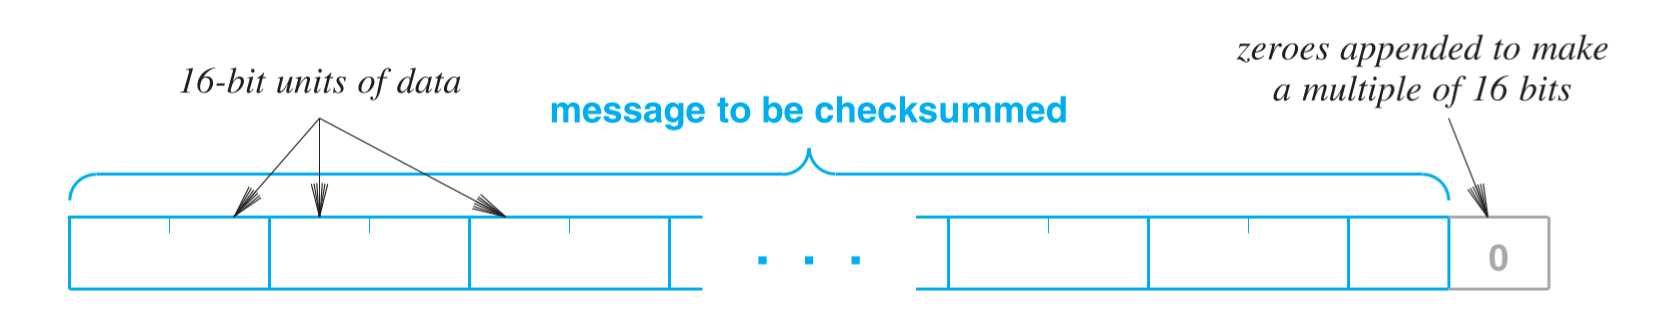 zeroes appended to make
a multiple of 16 bits
16-bit units of data
message to be checksummed
. . .
0